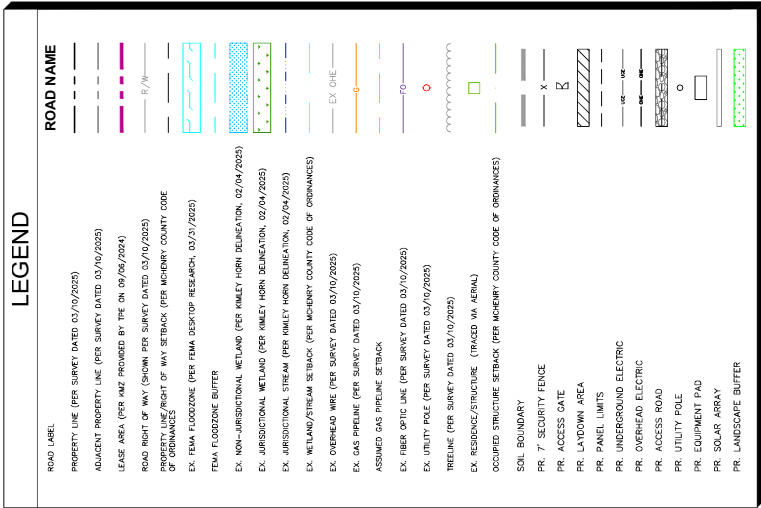 LEGEND
ROAD LABEL
ROAD NAME
PROPERTY LINE (PER SURVEY DATED 03/10/2025)
ADJACENT PROPERTY LINE (PER SURVEY DATED 03/10/2025)
LEASE AREA (PER KMZ PROVIDED BY TPE ON 09/06/2024)
ROAD RIGHT OF WAY (SHOWN PER SURVEY DATED 03/10/2025)
R/W
PROPERTY LINE/RIGHT OF WAY SETBACK (PER MCHENRY COUNTY CODE
OF ORDINANCES)
EX. FEMA FLOODZONE (PER FEMA DESKTOP RESEARCH, 03/31/2025)
FEMA FLOODZONE BUFFER
EX. NON-JURISDICTIONAL WETLAND (PER KIMLEY HORN DELINEATION, 02/04/2025)
EX. JURISDICTIONAL WETLAND (PER KIMLEY HORN DELINEATION, 02/04/2025)
EX. JURISDICTIONAL STREAM (PER KIMLEY HORN DELINEATION, 02/04/2025)
EX. WETLAND/STREAM SETBACK (PER MCHENRY COUNTY CODE OF ORDINANCES)
EX. OVERHEAD WIRE (PER SURVEY DATED 03/10/2025)
EX OHE
EX. GAS PIPELINE (PER SURVEY DATED 03/10/2025)
G
ASSUMED GAS PIPELINE SETBACK
EX. FIBER OPTIC LINE (PER SURVEY DATED 03/10/2025)
FO
EX. UTILITY POLE (PER SURVEY DATED 03/10/2025)
TREELINE (PER SURVEY DATED 03/10/2025)
EX. RESIDENCE/STRUCTURE (TRACED VIA AERIAL)
OCCUPIED STRUCTURE SETBACK (PER MCHENRY COUNTY CODE OF ORDINANCES)
SOIL BOUNDARY
PR. 7' SECURITY FENCE
X
PR. ACCESS GATE
PR. LAYDOWN AREA
PR. PANEL LIMITS
PR. UNDERGROUND ELECTRIC
UGE UGE
PR. OVERHEAD ELECTRIC
OHE OHE
PR. ACCESS ROAD
PR. UTILITY POLE
PR. EQUIPMENT PAD
PR. SOLAR ARRAY
PR. LANDSCAPE BUFFER